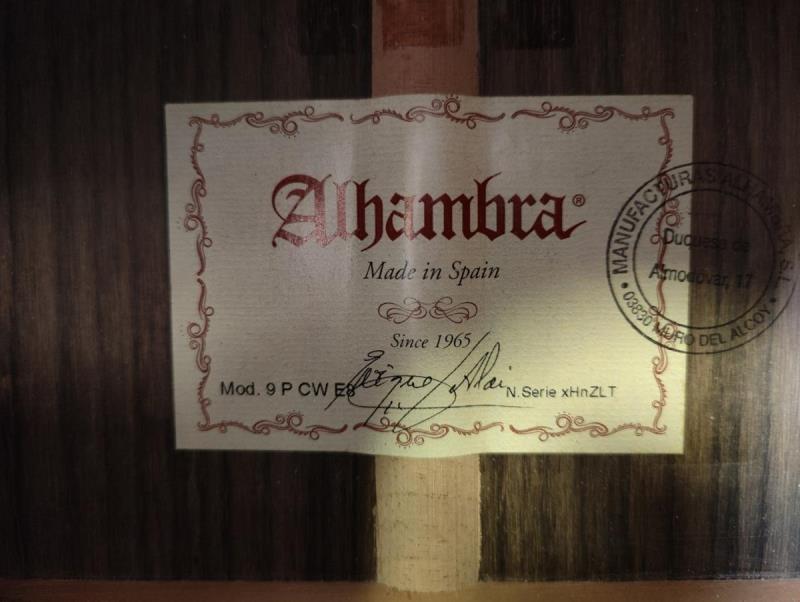 Alhambra®
Made in Spain
Since 1965
Mod. 9 P CW E8
N.Serie xHnZLT
MANUFACTURAS ALHAMBRA, S.L.
Duquesa de
Almodóvar, 17
03830 MURO DEL ALCOY